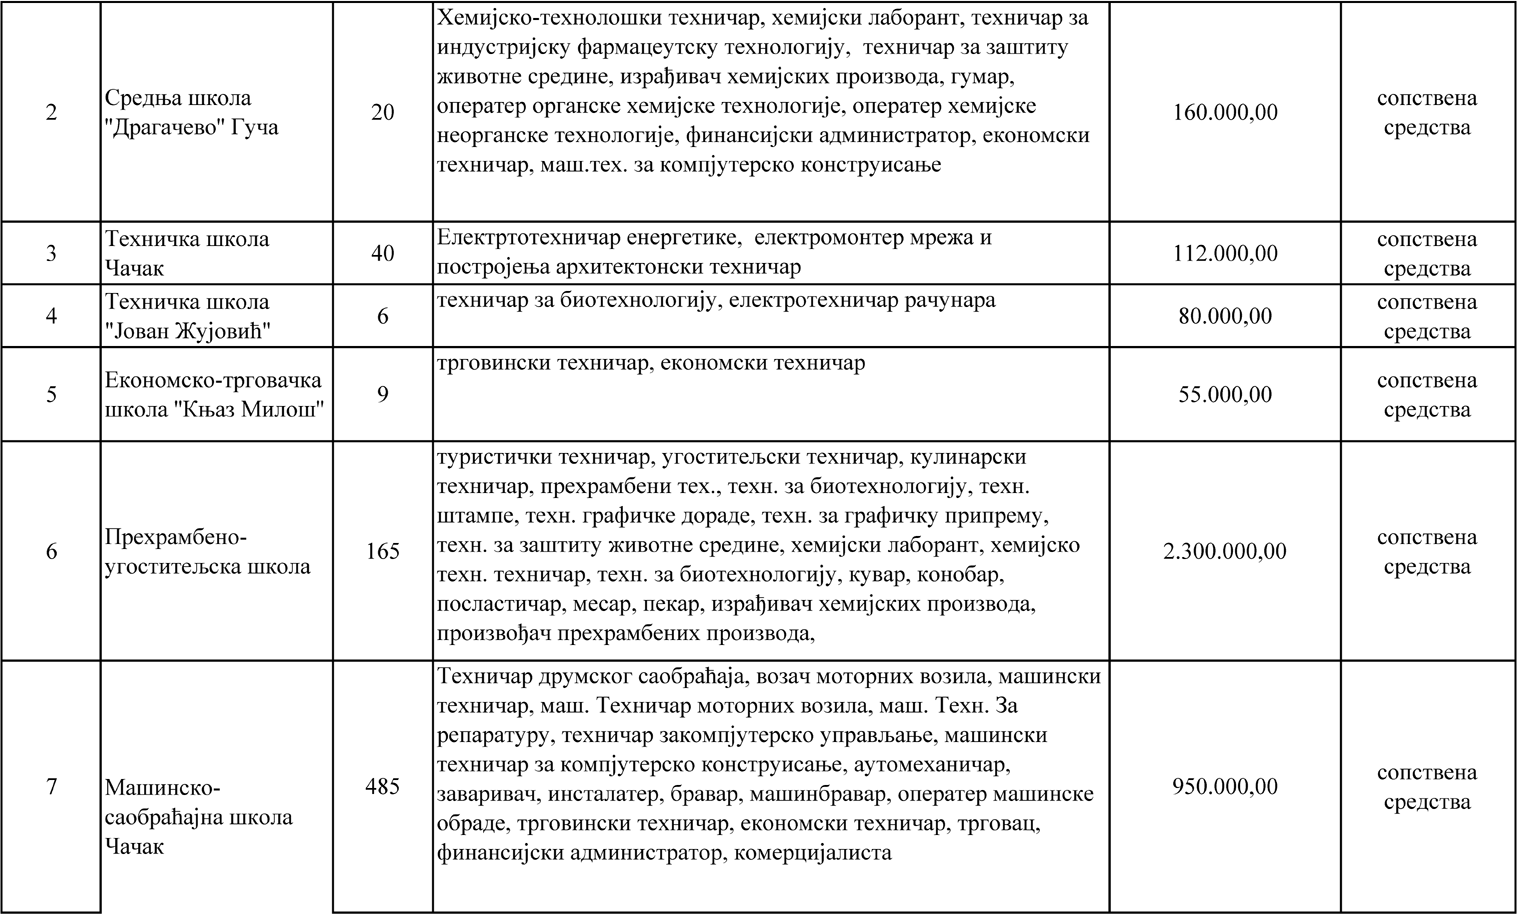 2
Средња школа
"Драгачево" Гуча
20
Хемијско-технолошки техничар, хемијски лаборант, техничар за
индустријску фармацеутску технологију,  техничар за заштиту
животне средине, израђивач хемијских производа, гумар,
оператер органске хемијске технологије, оператер хемијске
неорганске технологије, финансијски администратор, економски
техничар, маш.тех. за компјутерско конструисање
160.000,00
сопствена
средства
3
Техничка школа
Чачак
40
Електртотехничар енергетике,  електромонтер мрежа и
постројења архитектонски техничар
112.000,00
сопствена
средства
4
Техничка школа
"Јован Жујовић"
6
техничар за биотехнологију, електротехничар рачунара
80.000,00
сопствена
средства
5
Економско-трговачка
школа "Књаз Милош"
9
трговински техничар, економски техничар
55.000,00
сопствена
средства
6
Прехрамбено-
угоститељска школа
165
туристички техничар, угоститељски техничар, кулинарски
техничар, прехрамбени тех., техн. за биотехнологију, техн.
штампе, техн. графичке дораде, техн. за графичку припрему,
техн. за заштиту животне средине, хемијски лаборант, хемијско
техн. техничар, техн. за биотехнологију, кувар, конобар,
посластичар, месар, пекар, израђивач хемијских производа,
произвођач прехрамбених производа,
2.300.000,00
сопствена
средства
7
Машинско-
саобраћајна школа
Чачак
485
Техничар друмског саобраћаја, возач моторних возила, машински
техничар, маш. Техничар моторних возила, маш. Техн. За
репаратуру, техничар закомпјутерско управљање, машински
техничар за компјутерско конструисање, аутомеханичар,
заваривач, инсталатер, бравар, машинбравар, оператер машинске
обраде, трговински техничар, економски техничар, трговац,
финансијски администратор, комерцијалиста
950.000,00
сопствена
средства